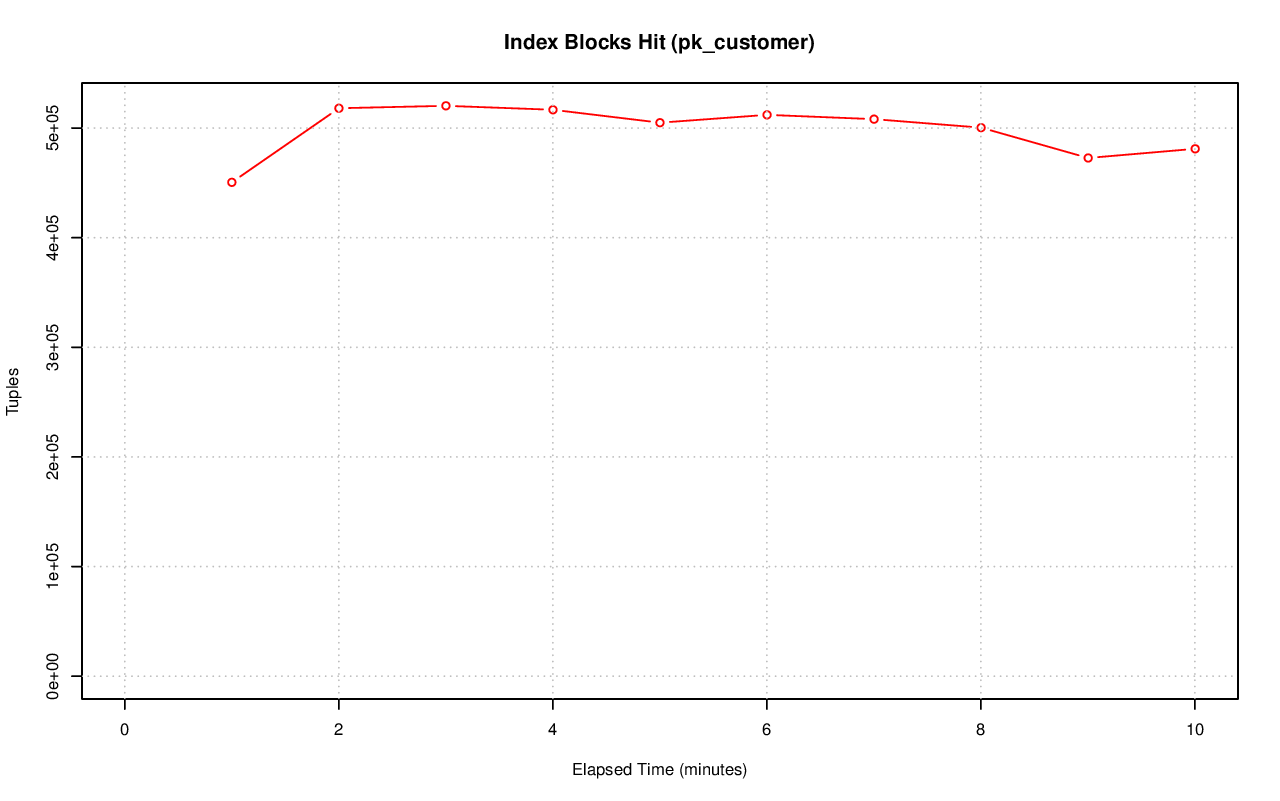 Index Blocks Hit (pk_customer)
Tuples
5e+05
4e+05
3e+05
2e+05
1e+05
0e+00
0 2 4 6 8 10
Elapsed Time (minutes)